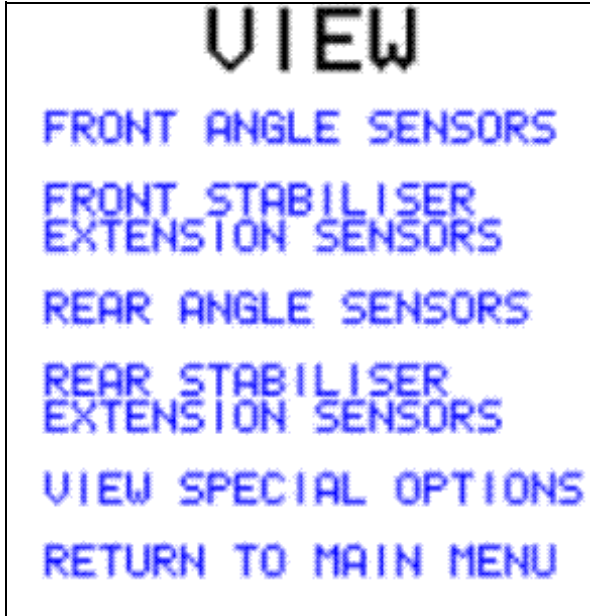 VIEW
FRONT ANGLE SENSORS
FRONT STABILISER
EXTENSION SENSORS
REAR ANGLE SENSORS
REAR STABILISER
EXTENSION SENSORS
VIEW SPECIAL OPTIONS
RETURN TO MAIN MENU